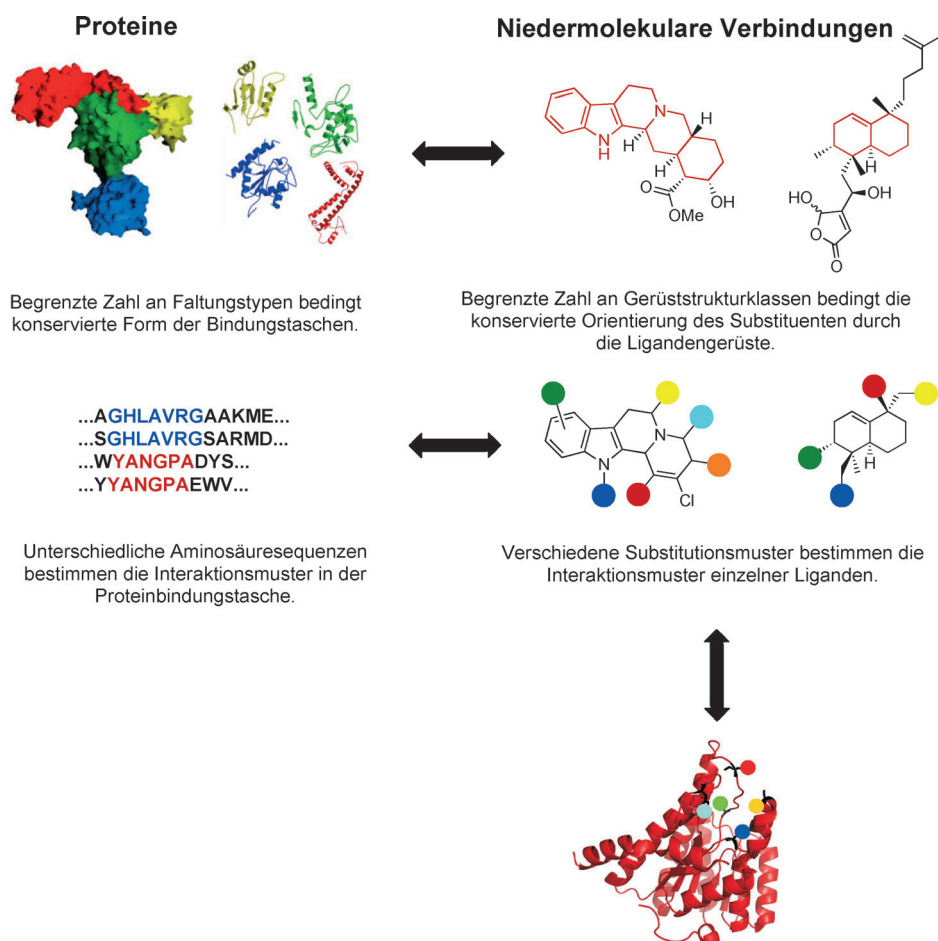 Proteine
Niedermolekulare Verbindungen
N
NH
H
H
H
O
OMe
OH
HO
OH
O
O
H
Begrenzte Zahl an Faltungstypen bedingt
konservierte Form der Bindungstaschen.
Begrenzte Zahl an Gerüststrukturklassen bedingt die
konservierte Orientierung des Substituenten durch
die Ligandengerüste.
...AGHLAVRGAAKME...
...SGHLAVRGSARMD...
...WYANGPADYS...
...YYANGPAEWV...
N
N
Cl
H
Unterschiedliche Aminosäuresequenzen
bestimmen die Interaktionsmuster in der
Proteinbindungstasche.
Verschiedene Substitutionsmuster bestimmen die
Interaktionsmuster einzelner Liganden.